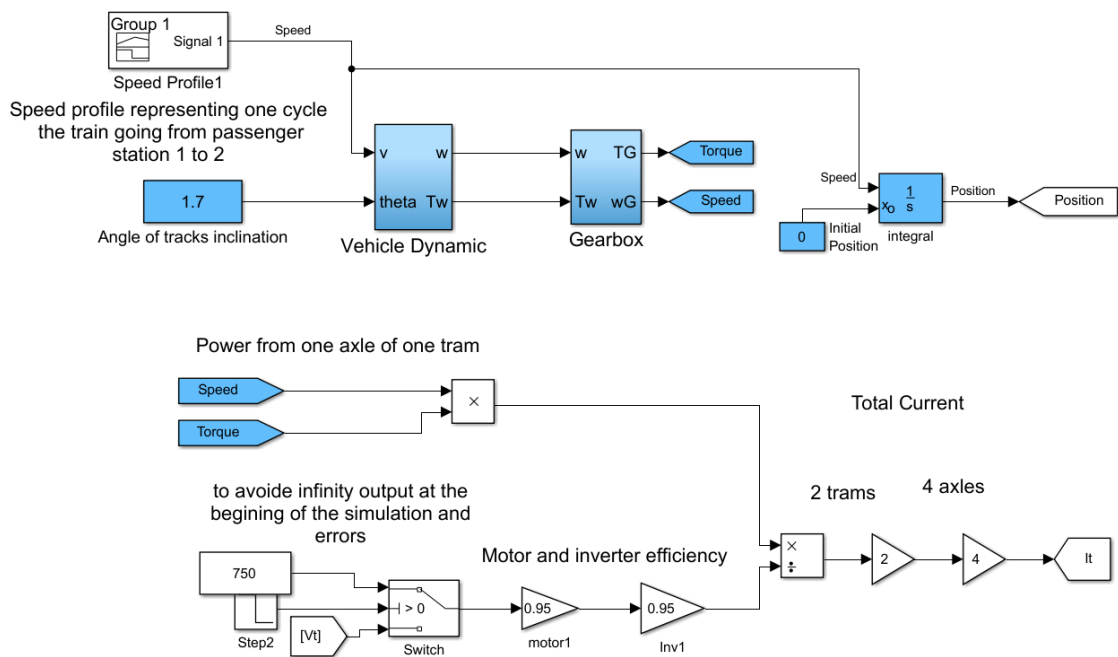 Group 1
Signal 1
Speed
Speed Profile1
Speed profile representing one cycle
the train going from passenger
station 1 to 2
v
w
theta
Tw
Vehicle Dynamic
w
TG
Tw
wG
Gearbox
Torque
Speed
1.7
Angle of tracks inclination
Speed
xo
1
s
integral
Position
Position
0
Initial
Position
Power from one axle of one tram
Speed
Torque
×
Total Current
to avoide infinity output at the
begining of the simulation and
errors
2 trams
4 axles
Motor and inverter efficiency
750
Step2
[Vt]
> 0
Switch
0.95
motor1
0.95
Inv1
×
÷
2
4
It